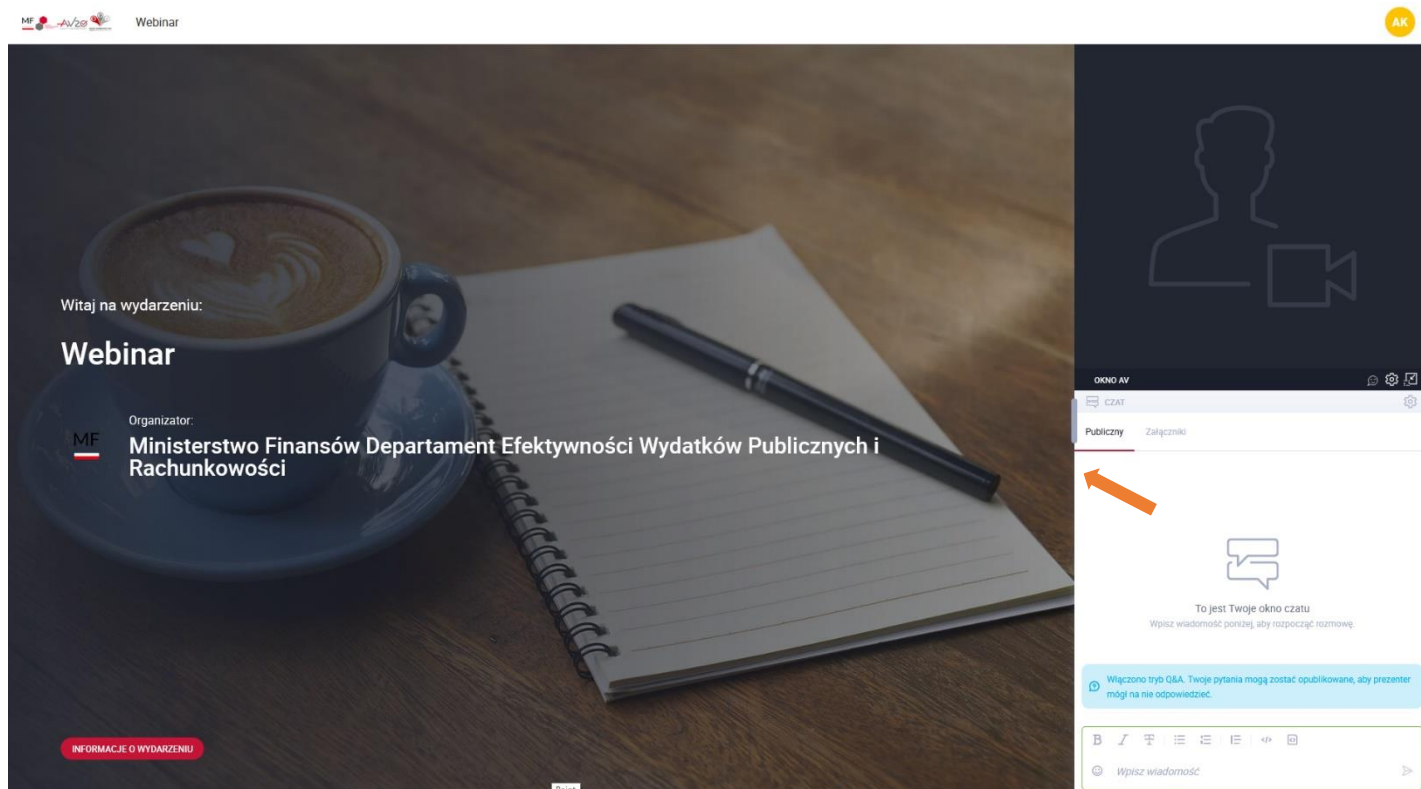 MF
Webinar
AK
Witaj na wydarzeniu:
Webinar
MF
Organizator:
Ministerstwo Finansów Departament Efektywności Wydatków Publicznych i
Rachunkowości
INFORMACJE O WYDARZENIU
OKNO AV
CZAT
Publiczny Załączniki
To jest Twoje okno czatu
Wpisz wiadomość poniżej, aby rozpocząć rozmowę.
Włączono tryb Q&A. Twoje pytania mogą zostać opublikowane, aby prezenter
mógł na nie odpowiedzieć.
B I T
Wpisz wiadomość